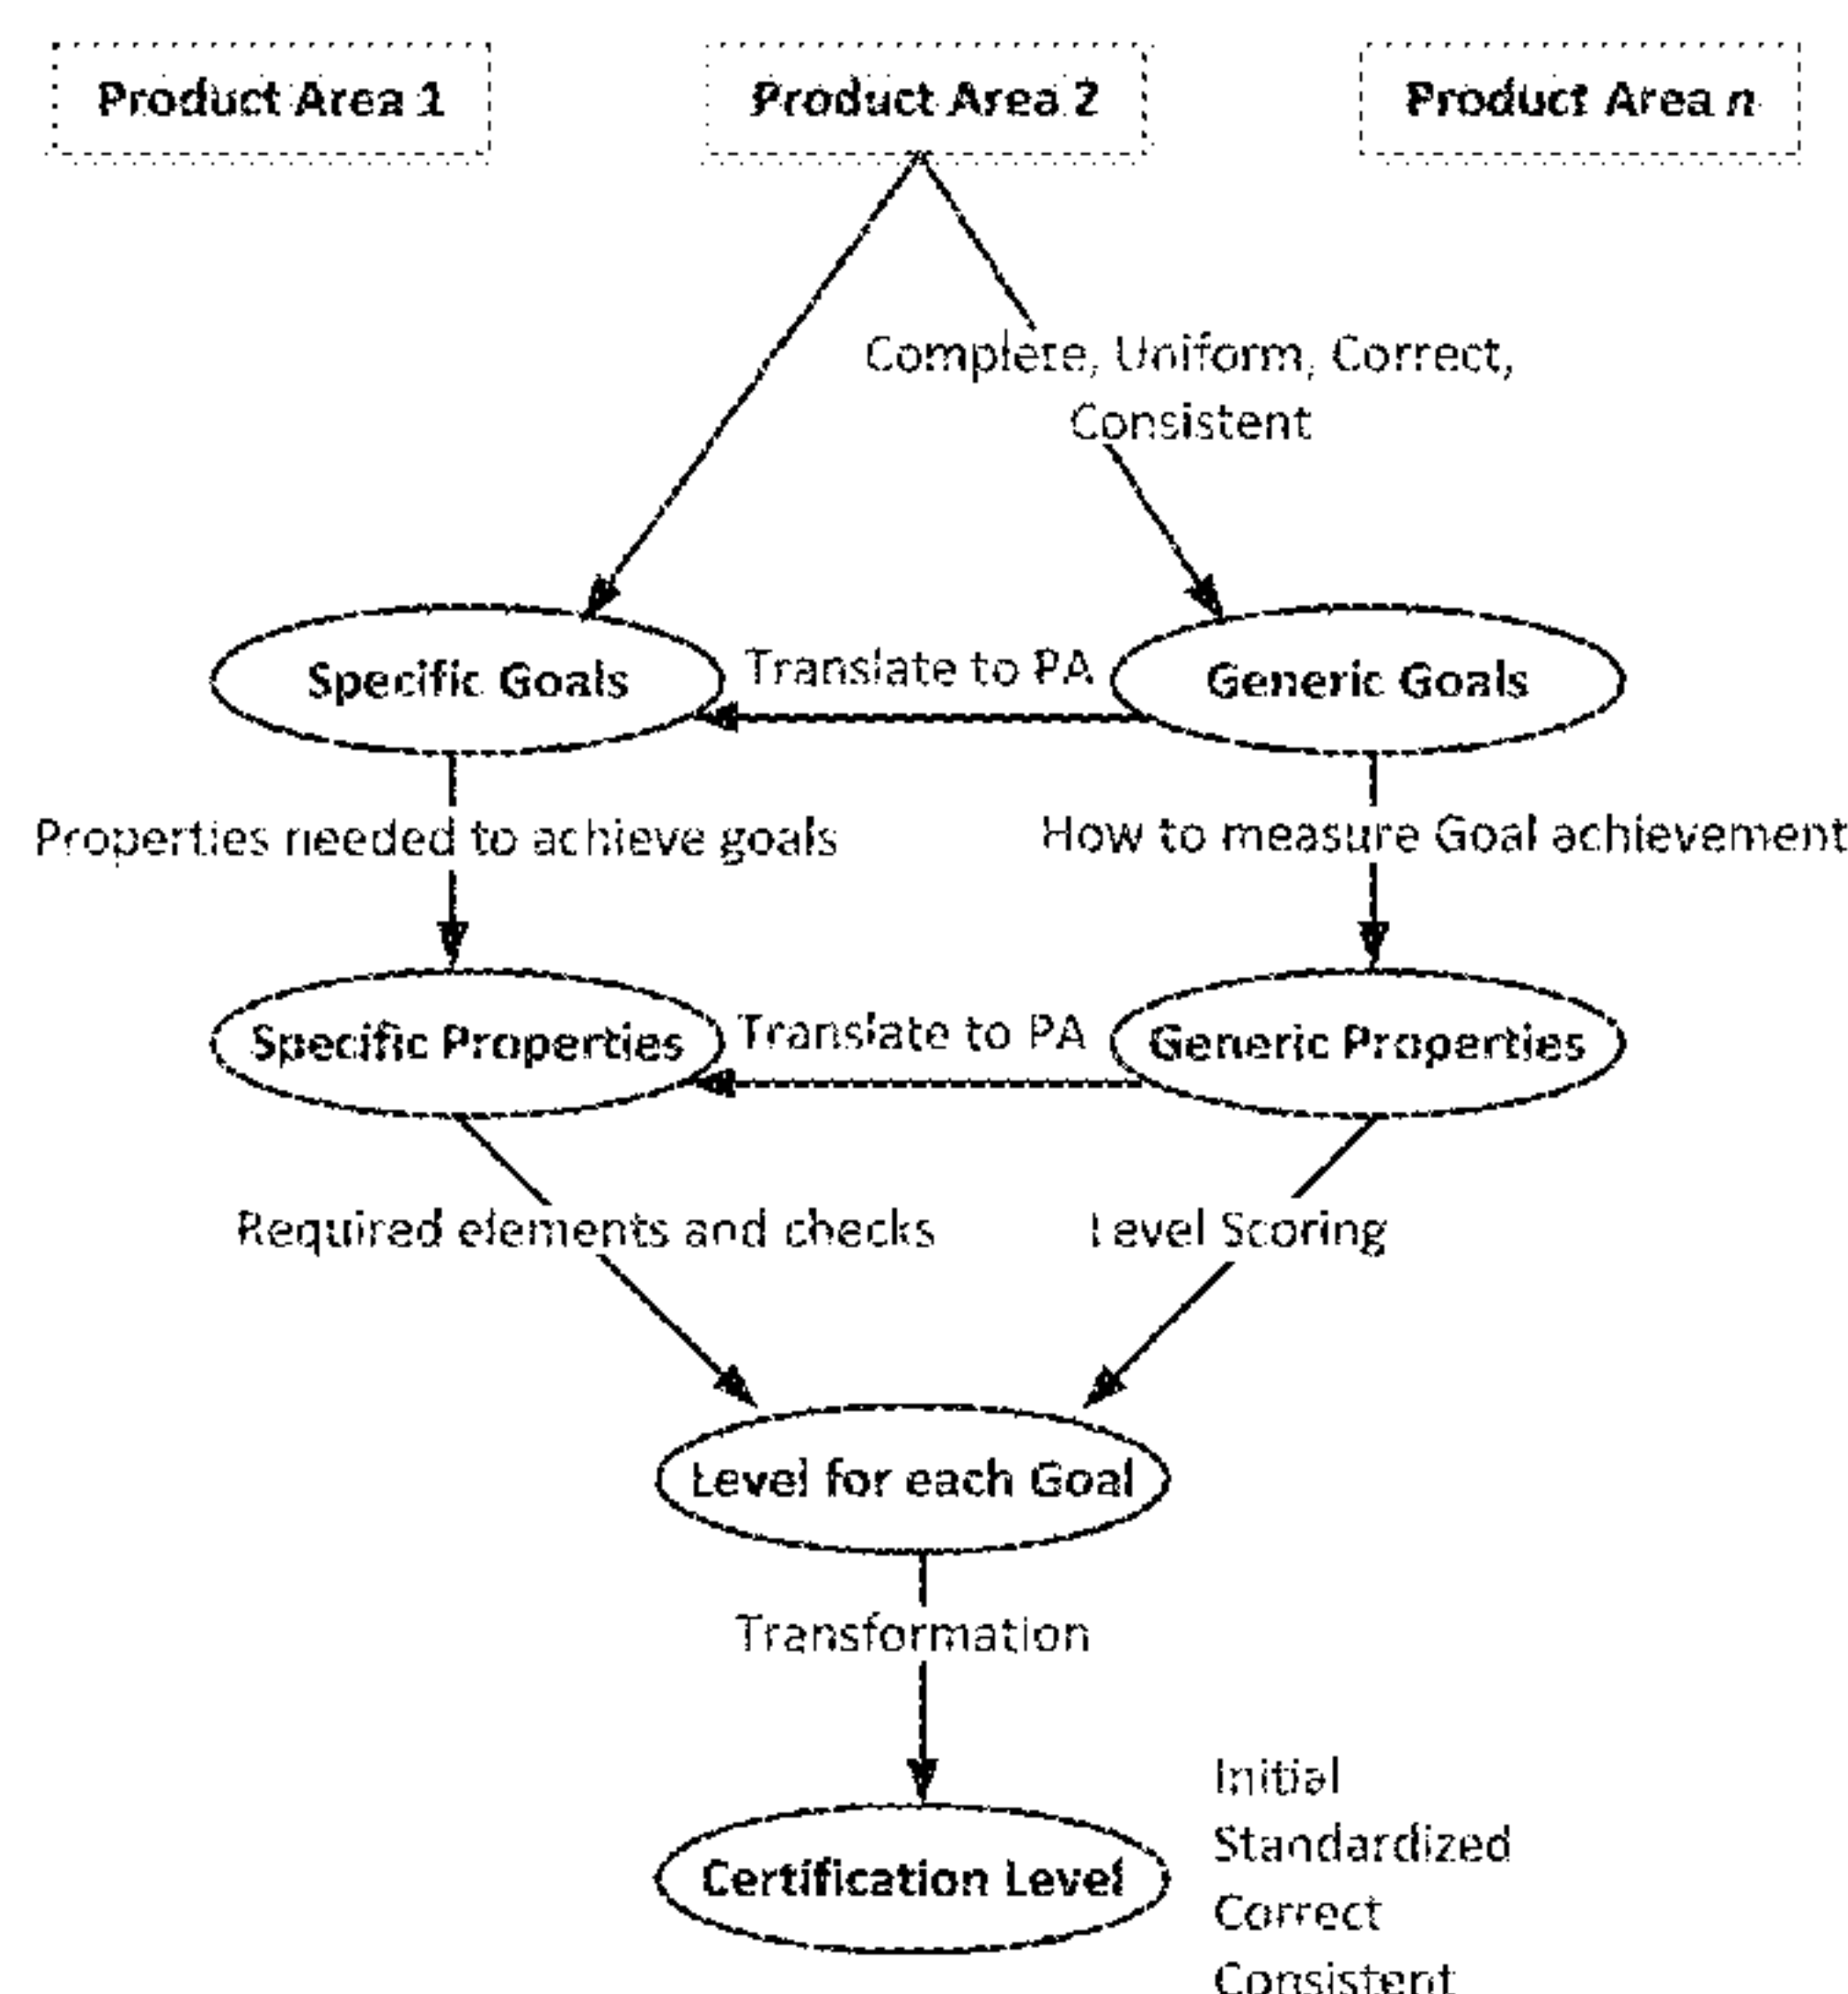 Product Area 1
Product Area 2
Product Area n
Complete, Uniform, Correct,
Consistent
Specific Goals
Translate to PA
Generic Goals
Properties needed to achieve goals
How to measure Goal achievement
Specific Properties
Translate to PA
Generic Properties
Required elements and checks
Level Scoring
Level for each Goal
Transformation
Certification Level
Initial
Standardized
Correct
Consistent